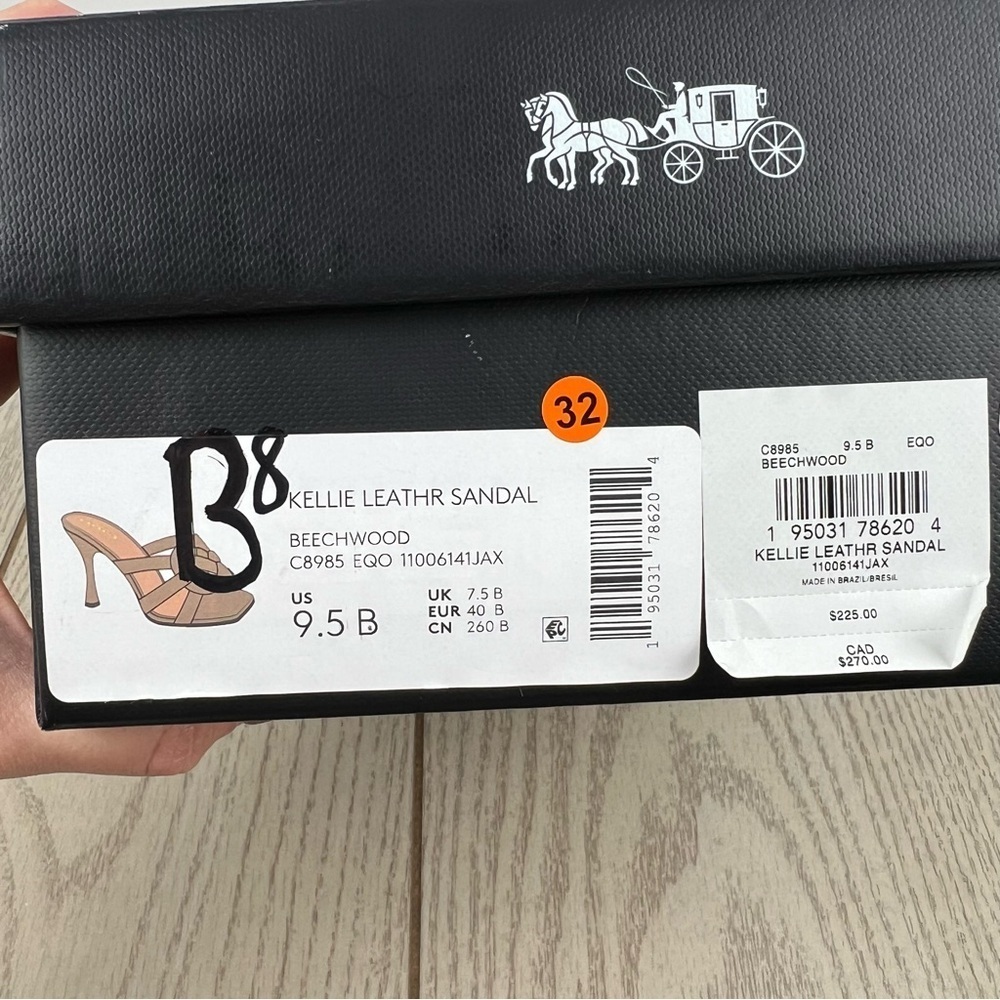 32
B8
KELLIE LEATHR SANDAL
BEECHWOOD
C8985 EQO 11006141JAX
US
9.5 B
UK 7.5 B
EUR 40 B
CN 260 B
1 95031 78620 4
C8985 9.5 B EQO
BEECHWOOD
1 95031 78620 4
KELLIE LEATHR SANDAL
11006141JAX
MADE IN BRAZIL/BRESIL
$225.00
CAD
$270.00